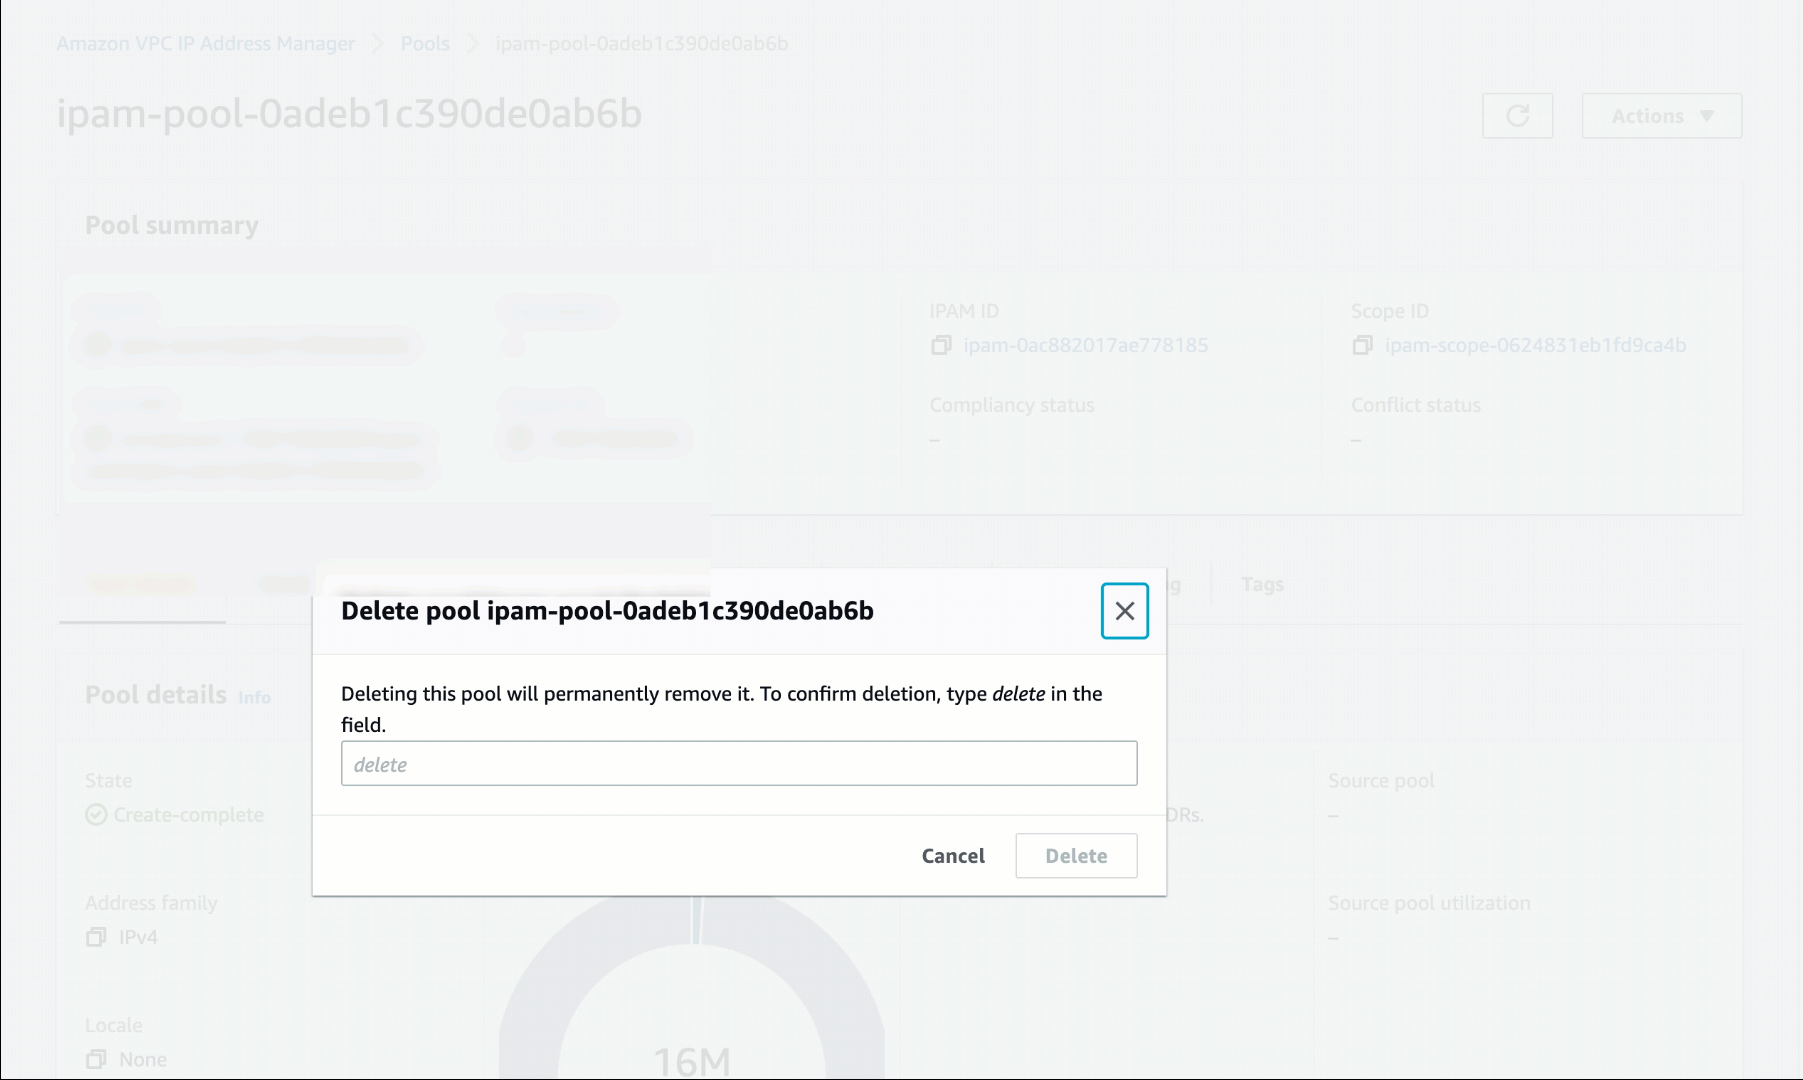 Amazon VPC IP Address Manager > Pools > ipam-pool-0adeb1c390de0ab6b
ipam-pool-0adeb1c390de0ab6b
Actions
Pool summary
IPAM ID
ipam-0ac882017ae778185
Scope ID
ipam-scope-0624831eb1fd9ca4b
Compliancy status
–
Conflict status
–
Tags
Delete pool ipam-pool-0adeb1c390de0ab6b
Deleting this pool will permanently remove it. To confirm deletion, type delete in the
field.
delete
Cancel
Delete
Pool details Info
State
Create-complete
DRs.
Source pool
–
Address family
IPv4
Source pool utilization
–
Locale
None
16M